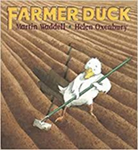 FARMER DUCK
Martin Waddell • Helen Oxenbury